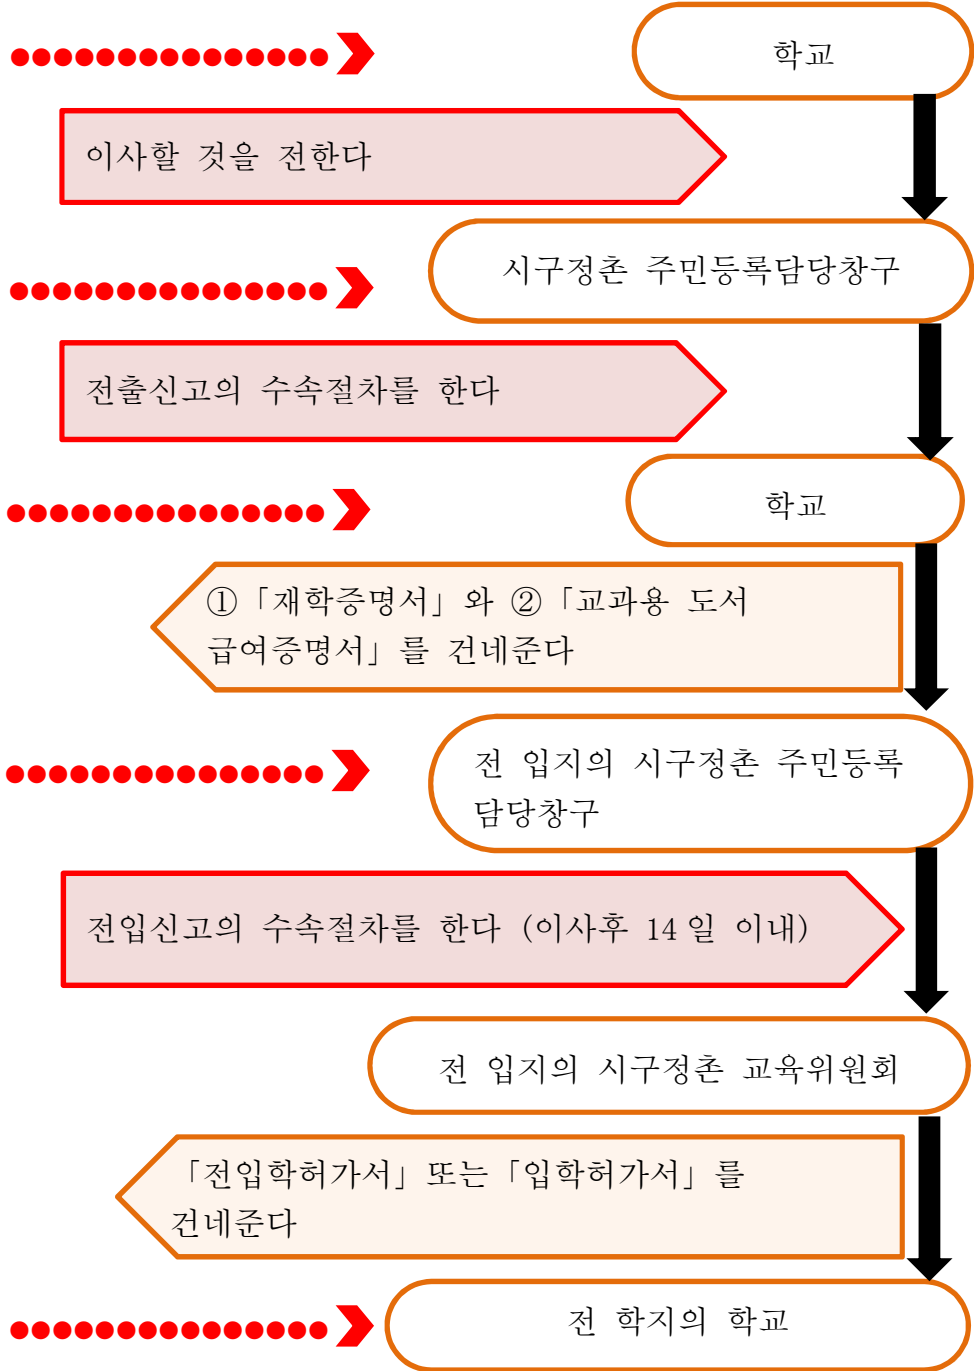 학교
이사할 것을 전한다
시구정촌 주민등록담당창구
전출신고의 수속절차를 한다
학교
①「재학증명서」와 ②「교과용 도서
급여증명서」를 건네준다
전 입지의 시구정촌 주민등록
담당창구
전입신고의 수속절차를 한다 (이사후 14 일 이내)
전 입지의 시구정촌 교육위원회
「전입학허가서」또는「입학허가서」를
건네준다
전 학지의 학교